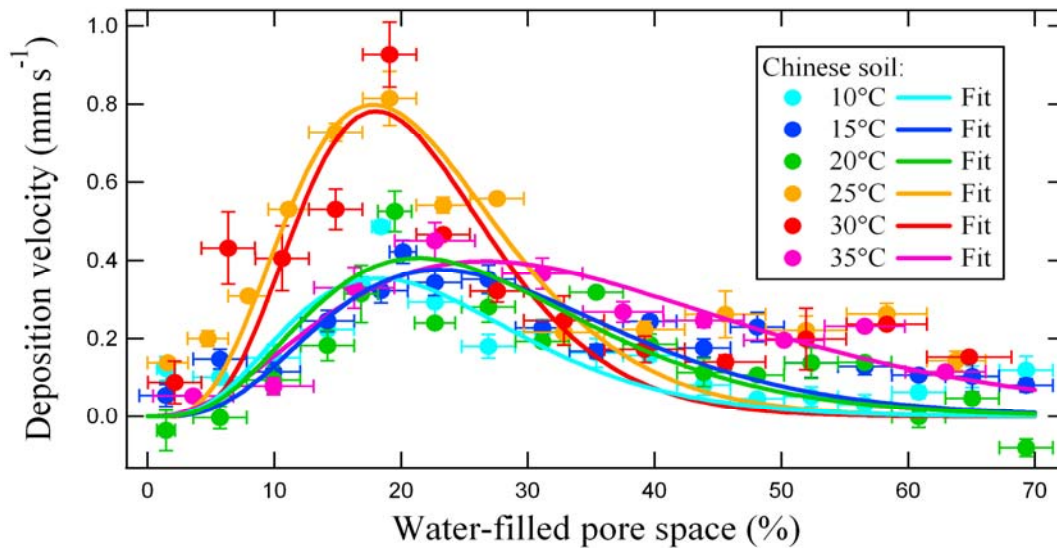 Deposition velocity (mm s⁻¹)
1.0
0.8
0.6
0.4
0.2
0.0
Chinese soil:
10°C Fit
15°C Fit
20°C Fit
25°C Fit
30°C Fit
35°C Fit
0 10 20 30 40 50 60 70
Water-filled pore space (%)